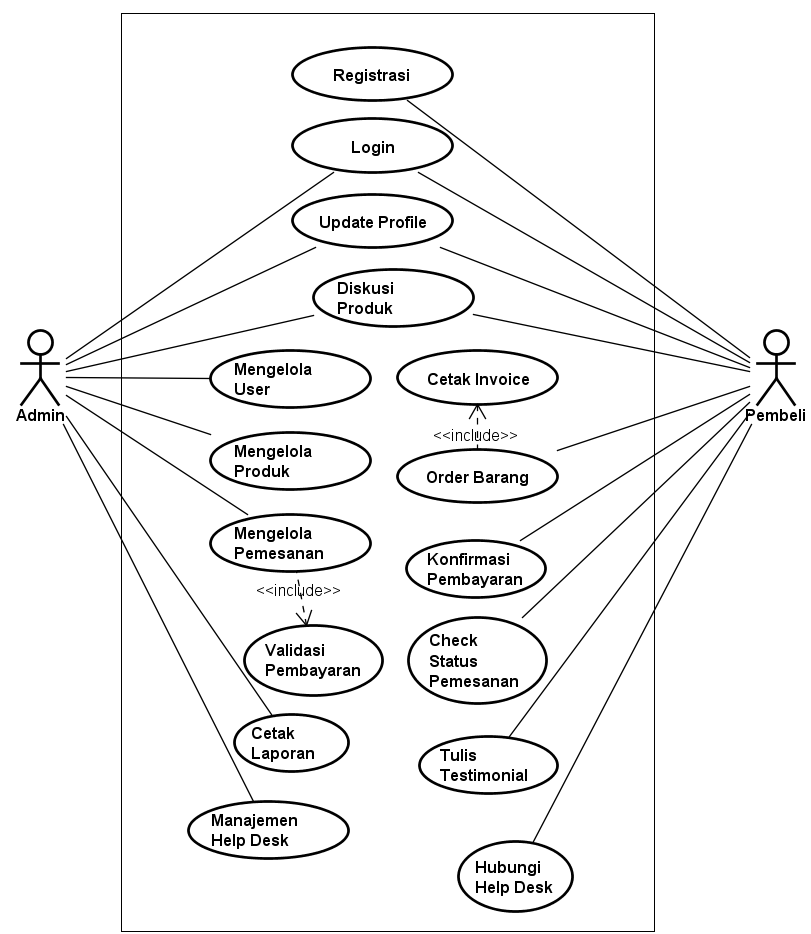 Registrasi
Login
Update Profile
Diskusi
Produk
Admin
Pembeli
Mengelola
User
Cetak Invoice
<<include>>
Mengelola
Produk
Order Barang
Mengelola
Pemesanan
<<include>>
Konfirmasi
Pembayaran
Validasi
Pembayaran
Check
Status
Pemesanan
Cetak
Laporan
Tulis
Testimonial
Manajemen
Help Desk
Hubungi
Help Desk